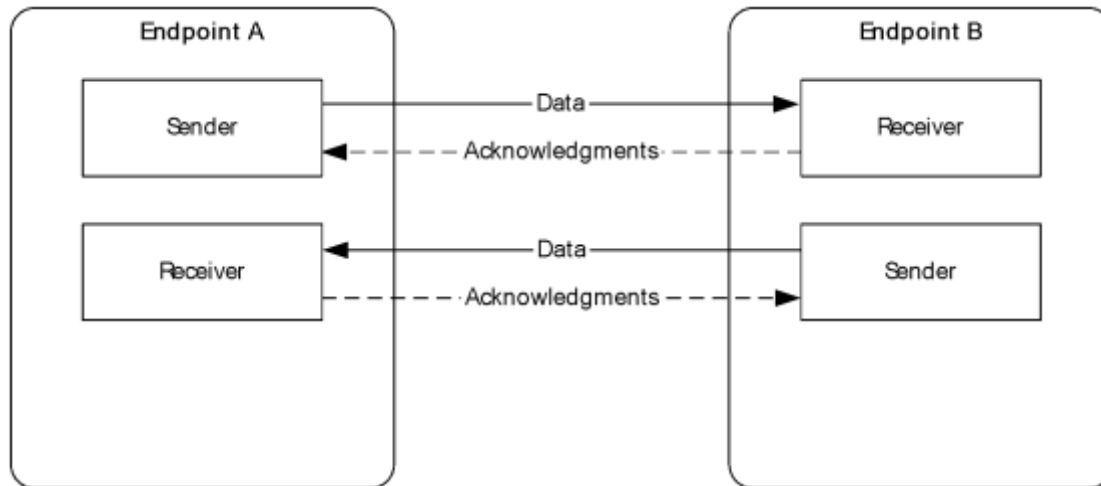 Endpoint A
Endpoint B
Sender
Data
Acknowledgments
Receiver
Receiver
Data
Acknowledgments
Sender